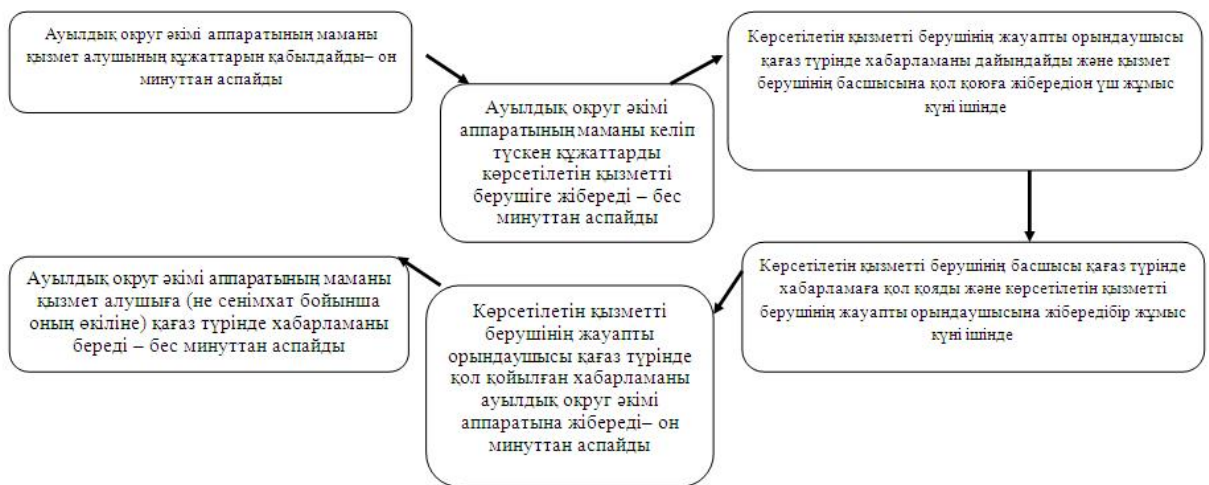 Ауылдық округ әкімі аппаратының маманы
қызмет алушының құжаттарын қабылдайды– он
минуттан аспайды
Ауылдық округ әкімі
аппаратының маманы келіп
түскен құжаттарды
көрсетілетін қызметті
берушіге жібереді – бес
минуттан аспайды
Көрсетілетін қызметті берушінің жауапты орындаушысы
қағаз түрінде хабарламаны дайындайды және қызмет
берушінің басшысына қол қоюға жібередіон үш жұмыс
күні ішінде
Көрсетілетін қызметті берушінің басшысы қағаз түрінде
хабарламаға қол қояды және көрсетілетін қызметті
берушінің жауапты орындаушысына жібередібір жұмыс
күні ішінде
Көрсетілетін қызметті
берушінің жауапты
орындаушысы қағаз түрінде
қол қойылған хабарламаны
ауылдық округ әкімі
аппаратына жібереді– он
минуттан аспайды
Ауылдық округ әкімі аппаратының маманы
қызмет алушыға (не сенімхат бойынша
оның өкіліне) қағаз түрінде хабарламаны
береді – бес минуттан аспайды